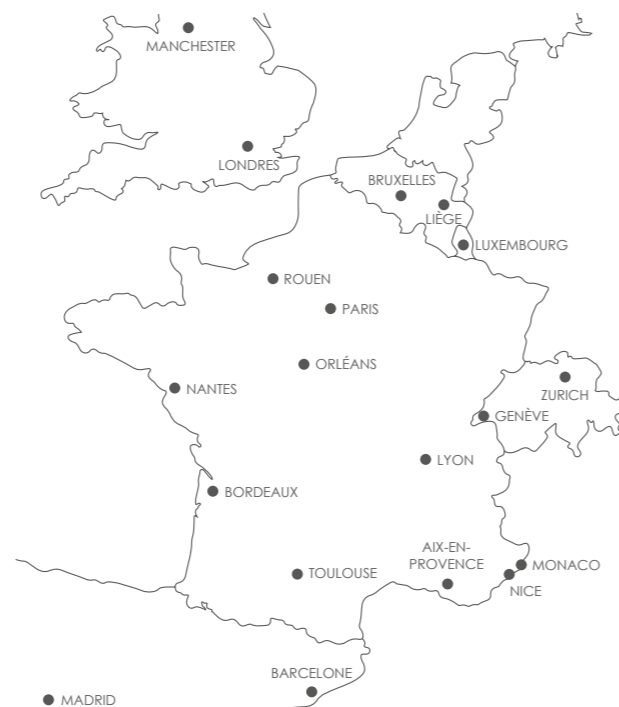 MANCHESTER
LONDRES
BRUXELLES
LIÈGE
LUXEMBOURG
ROUEN
PARIS
ORLÉANS
NANTES
ZURICH
GENÈVE
LYON
BORDEAUX
AIX-EN-
PROVENCE
MONACO
TOULOUSE
NICE
BARCELONE
MADRID